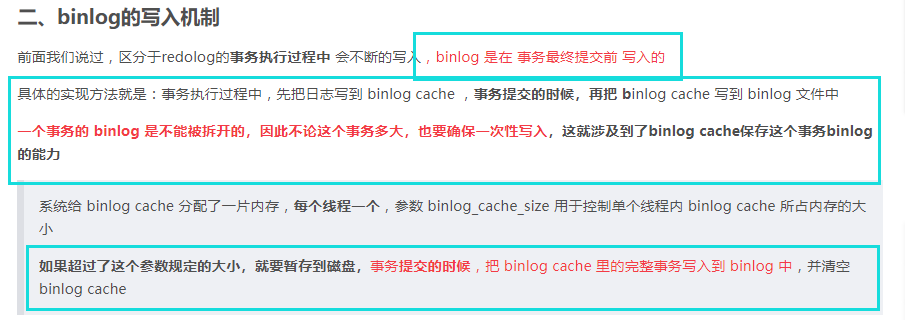 二、binlog的写入机制
前面我们说过，区分于redolog的事务执行过程中 会不断的写入，binlog 是在 事务最终提交前 写入的
具体的实现方法就是：事务执行过程中，先把日志写到 binlog cache ，事务提交的时候，再把 binlog cache 写到 binlog 文件中
一个事务的 binlog 是不能被拆开的，因此不论这个事务多大，也要确保一次性写入，这就涉及到了binlog cache保存这个事务binlog
的能力
系统给 binlog cache 分配了一片内存，每个线程一个，参数 binlog_cache_size 用于控制单个线程内 binlog cache 所占内存的大
小
如果超过了这个参数规定的大小，就要暂存到磁盘，事务提交的时候，把 binlog cache 里的完整事务写入到 binlog 中，并清空
binlog cache